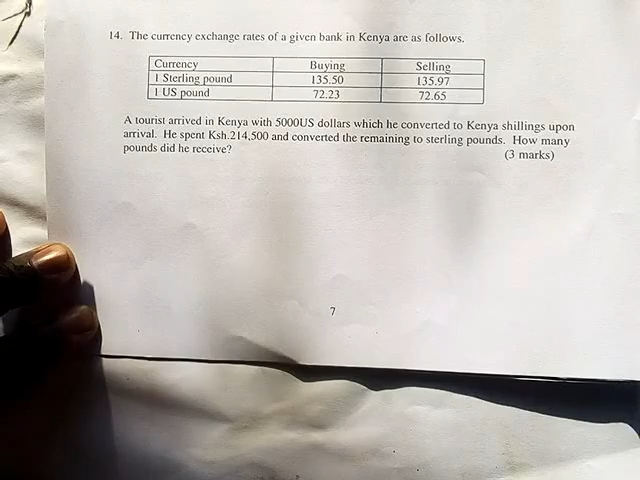 14. The currency exchange rates of a given bank in Kenya are as follows.
Currency Buying Selling
1 Sterling pound 135.50 135.97
1 US pound 72.23 72.65
A tourist arrived in Kenya with 5000US dollars which he converted to Kenya shillings upon
arrival. He spent Ksh.214,500 and converted the remaining to sterling pounds. How many
pounds did he receive? (3 marks)
7